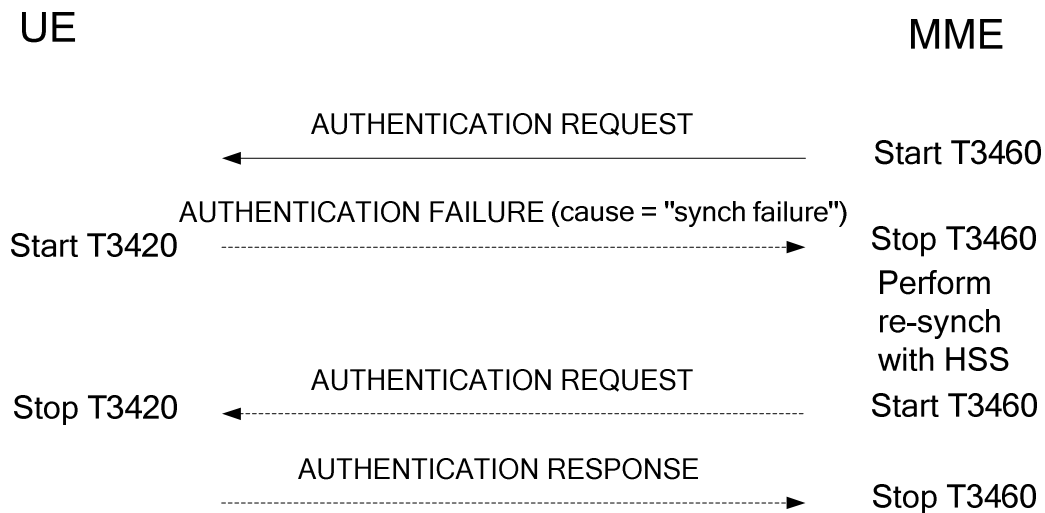 UE
MME
AUTHENTICATION REQUEST
Start T3460
AUTHENTICATION FAILURE (cause = "synch failure")
Start T3420
Stop T3460
Perform
re-synch
with HSS
AUTHENTICATION REQUEST
Stop T3420
Start T3460
AUTHENTICATION RESPONSE
Stop T3460